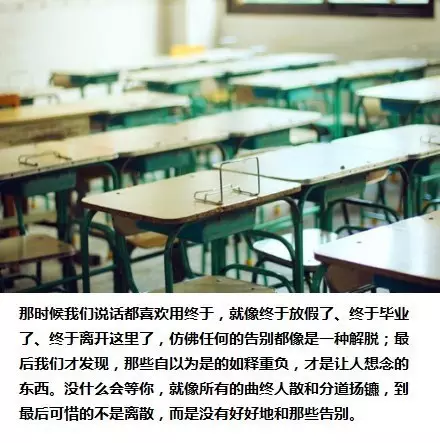 那时候我们说话都喜欢用终于，就像终于放假了、终于毕业
了、终于离开这里了，仿佛任何的告别都像是一种解脱；最
后我们才发现，那些自以为是的如释重负，才是让人想念的
东西。没什么会等你，就像所有的曲终人散和分道扬镳，到
最后可惜的不是离散，而是没有好好地和那些告别。